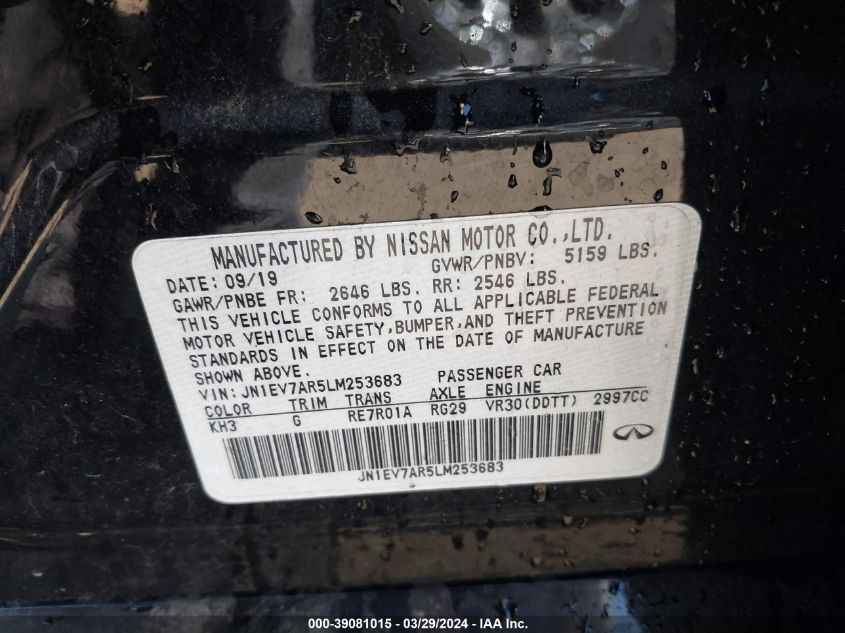 MANUFACTURED BY NISSAN MOTOR CO.,LTD.
DATE: 09/19 GVWR/PNBV: 5159 LBS.
GAWR/PNBE FR: 2646 LBS. RR: 2546 LBS.
THIS VEHICLE CONFORMS TO ALL APPLICABLE FEDERAL
MOTOR VEHICLE SAFETY,BUMPER,AND THEFT PREVENTION
STANDARDS IN EFFECT ON THE DATE OF MANUFACTURE
SHOWN ABOVE.
VIN: JN1EV7AR5LM253683 PASSENGER CAR
COLOR TRIM TRANS AXLE ENGINE
KH3 G RE7R01A RG29 VR30(DDTT) 2997CC
JN1EV7AR5LM253683
000-39081015 - 03/29/2024 - IAA Inc.